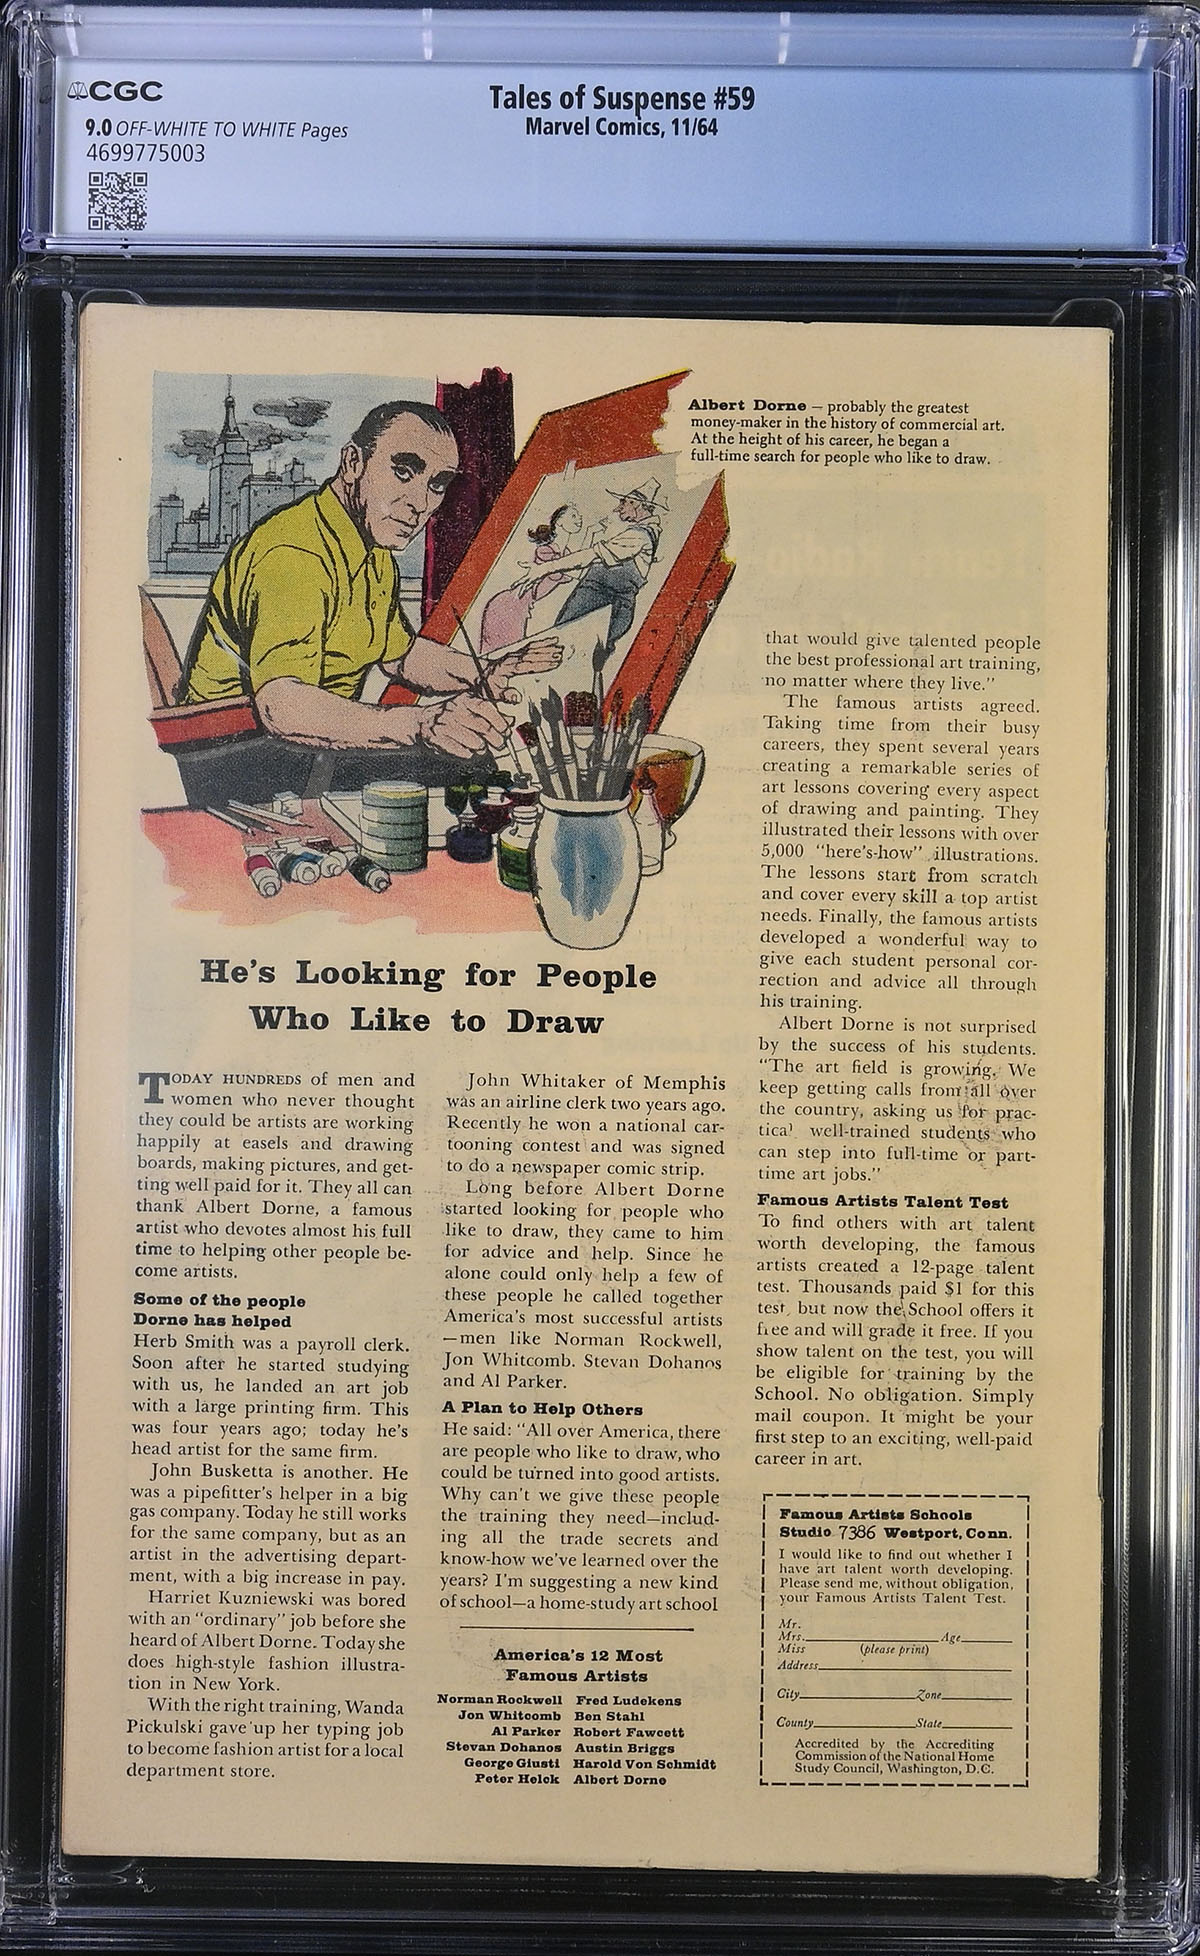 CGC
9.0 OFF-WHITE TO WHITE Pages
4699775003
Tales of Suspense #59
Marvel Comics, 11/64
Albert Dorne — probably the greatest
money-maker in the history of commercial art.
At the height of his career, he began a
full-time search for people who like to draw.
He's Looking for People
Who Like to Draw
TODAY HUNDREDS of men and
women who never thought
they could be artists are working
happily at easels and drawing
boards, making pictures, and get-
ting well paid for it. They all can
thank Albert Dorne, a famous
artist who devotes almost his full
time to helping other people be-
come artists.
Some of the people
Dorne has helped
Herb Smith was a payroll clerk.
Soon after he started studying
with us, he landed an art job
with a large printing firm. This
was four years ago; today he's
head artist for the same firm.
John Busketta is another. He
was a pipefitter's helper in a big
gas company. Today he still works
for the same company, but as an
artist in the advertising depart-
ment, with a big increase in pay.
Harriet Kuzniewski was bored
with an "ordinary" job before she
heard of Albert Dorne. Today she
does high-style fashion illustra-
tion in New York.
With the right training, Wanda
Pickulski gave up her typing job
to become fashion artist for a local
department store.
John Whitaker of Memphis
was an airline clerk two years ago.
Recently he won a national car-
tooning contest and was signed
to do a newspaper comic strip.
Long before Albert Dorne
started looking for people who
like to draw, they came to him
for advice and help. Since he
alone could only help a few of
these people he called together
America's most successful artists
—men like Norman Rockwell,
Jon Whitcomb. Stevan Dohanos
and Al Parker.
A Plan to Help Others
He said: "All over America, there
are people who like to draw, who
could be turned into good artists.
Why can't we give these people
the training they need—includ-
ing all the trade secrets and
know-how we've learned over the
years? I'm suggesting a new kind
of school—a home-study art school
America's 12 Most
Famous Artists
Norman Rockwell Fred Ludekens
Jon Whitcomb Ben Stahl
Al Parker Robert Fawcett
Stevan Dohanos Austin Briggs
George Giusti Harold Von Schmidt
Peter Helck Albert Dorne
that would give talented people
the best professional art training,
no matter where they live."
The famous artists agreed.
Taking time from their busy
careers, they spent several years
creating a remarkable series of
art lessons covering every aspect
of drawing and painting. They
illustrated their lessons with over
5,000 "here's-how" illustrations.
The lessons start from scratch
and cover every skill a top artist
needs. Finally, the famous artists
developed a wonderful way to
give each student personal cor-
rection and advice all through
his training.
Albert Dorne is not surprised
by the success of his students.
"The art field is growing. We
keep getting calls from all over
the country, asking us for prac-
tical well-trained students who
can step into full-time or part-
time art jobs."
Famous Artists Talent Test
To find others with art talent
worth developing, the famous
artists created a 12-page talent
test. Thousands paid $1 for this
test, but now the School offers it
free and will grade it free. If you
show talent on the test, you will
be eligible for training by the
School. No obligation. Simply
mail coupon. It might be your
first step to an exciting, well-paid
career in art.
Famous Artists Schools
Studio 7386 Westport, Conn.
I would like to find out whether I
have art talent worth developing.
Please send me, without obligation,
your Famous Artists Talent Test.
Mr.
Mrs. Age
Miss (please print)
Address
City Zone
County State
Accredited by the Accrediting
Commission of the National Home
Study Council, Washington, D.C.